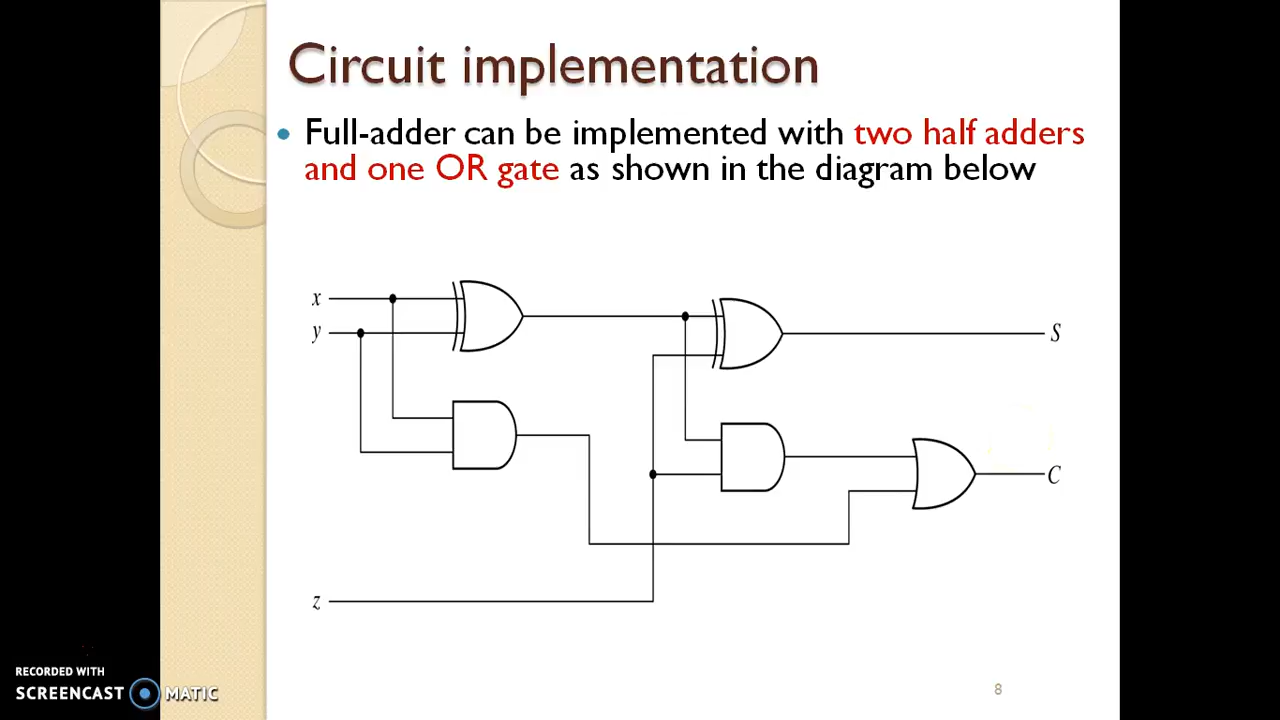 Circuit implementation
Full-adder can be implemented with two half adders
and one OR gate as shown in the diagram below
x
y
S
C
z
8
RECORDED WITH
SCREENCAST MATIC